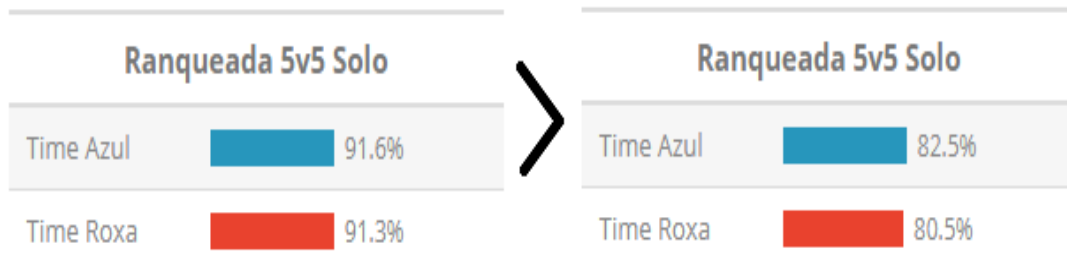 Ranqueada 5v5 Solo
Time Azul 91.6%
Time Roxa 91.3%
Ranqueada 5v5 Solo
Time Azul 82.5%
Time Roxa 80.5%